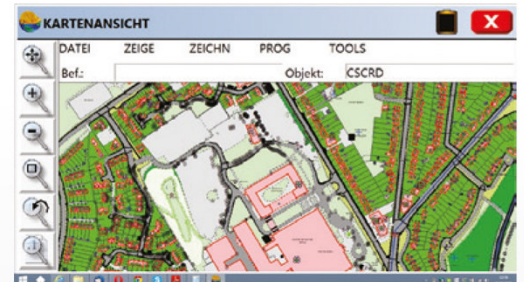 KARTENANSICHT
X
DATEI ZEIGE ZEICHN PROG TOOLS
Bef.: Objekt: CSCRD